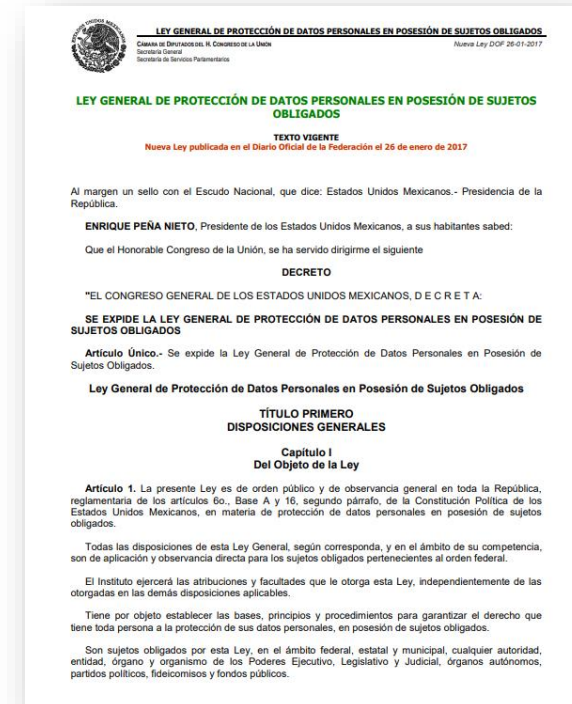 ESTADOS UNIDOS MEXICANOS
LEY GENERAL DE PROTECCIÓN DE DATOS PERSONALES EN POSESIÓN DE SUJETOS OBLIGADOS
CÁMARA DE DIPUTADOS DEL H. CONGRESO DE LA UNIÓN
Nueva Ley DOF 26-01-2017
Secretaría General
Secretaría de Servicios Parlamentarios
LEY GENERAL DE PROTECCIÓN DE DATOS PERSONALES EN POSESIÓN DE SUJETOS
OBLIGADOS
TEXTO VIGENTE
Nueva Ley publicada en el Diario Oficial de la Federación el 26 de enero de 2017
Al margen un sello con el Escudo Nacional, que dice: Estados Unidos Mexicanos.- Presidencia de la
República.
ENRIQUE PEÑA NIETO, Presidente de los Estados Unidos Mexicanos, a sus habitantes sabed:
Que el Honorable Congreso de la Unión, se ha servido dirigirme el siguiente
DECRETO
"EL CONGRESO GENERAL DE LOS ESTADOS UNIDOS MEXICANOS, D E C R E T A:
SE EXPIDE LA LEY GENERAL DE PROTECCIÓN DE DATOS PERSONALES EN POSESIÓN DE
SUJETOS OBLIGADOS
Artículo Único.- Se expide la Ley General de Protección de Datos Personales en Posesión de
Sujetos Obligados.
Ley General de Protección de Datos Personales en Posesión de Sujetos Obligados
TÍTULO PRIMERO
DISPOSICIONES GENERALES
Capítulo I
Del Objeto de la Ley
Artículo 1. La presente Ley es de orden público y de observancia general en toda la República,
reglamentaria de los artículos 6o., Base A y 16, segundo párrafo, de la Constitución Política de los
Estados Unidos Mexicanos, en materia de protección de datos personales en posesión de sujetos
obligados.
Todas las disposiciones de esta Ley General, según corresponda, y en el ámbito de su competencia,
son de aplicación y observancia directa para los sujetos obligados pertenecientes al orden federal.
El Instituto ejercerá las atribuciones y facultades que le otorga esta Ley, independientemente de las
otorgadas en las demás disposiciones aplicables.
Tiene por objeto establecer las bases, principios y procedimientos para garantizar el derecho que
tiene toda persona a la protección de sus datos personales, en posesión de sujetos obligados.
Son sujetos obligados por esta Ley, en el ámbito federal, estatal y municipal, cualquier autoridad,
entidad, órgano y organismo de los Poderes Ejecutivo, Legislativo y Judicial, órganos autónomos,
partidos políticos, fideicomisos y fondos públicos.